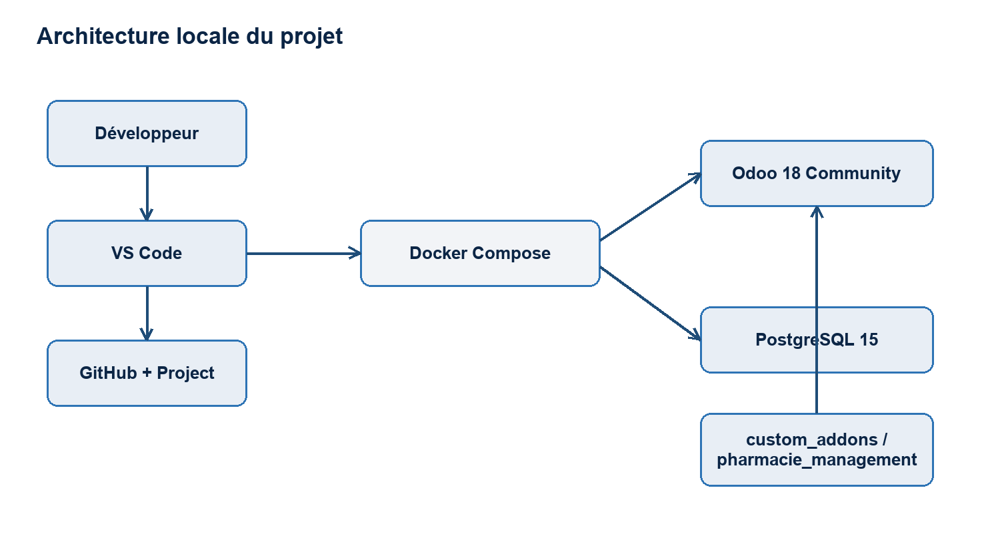 Architecture locale du projet
Développeur
VS Code
GitHub + Project
Docker Compose
Odoo 18 Community
PostgreSQL 15
custom_addons /
pharmacie_management